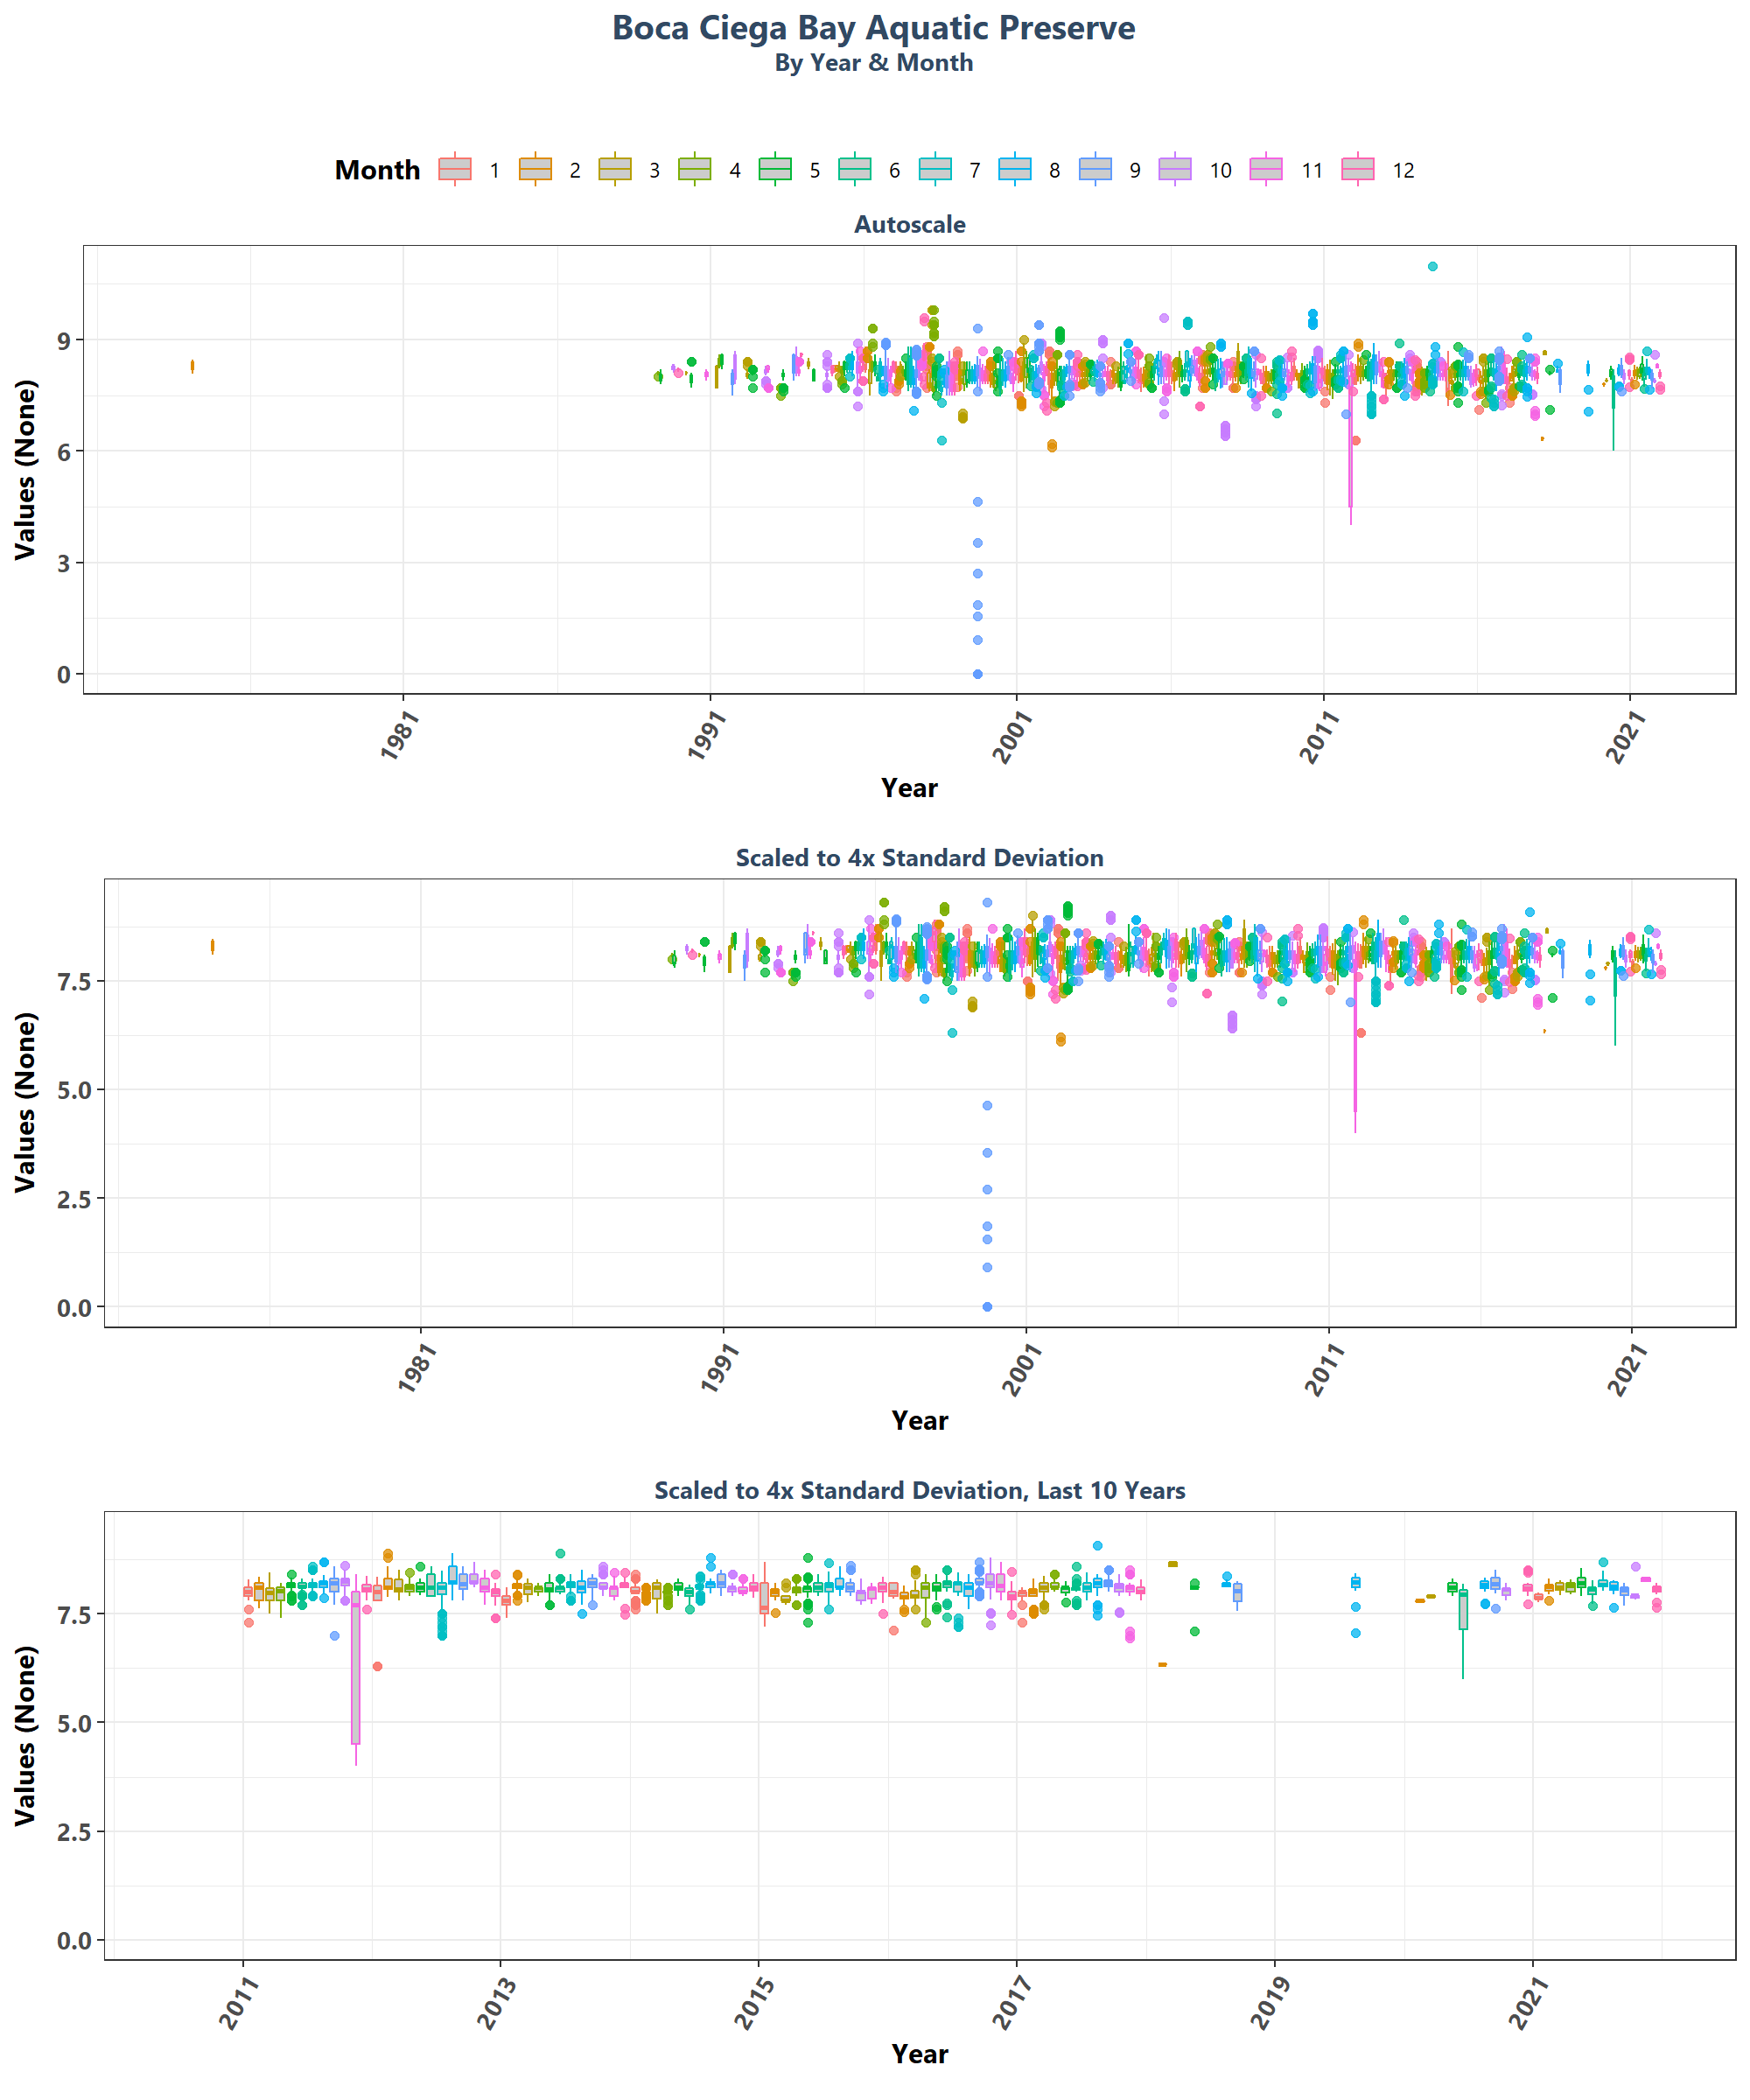 Boca Ciega Bay Aquatic Preserve
By Year & Month
Month 1 2 3 4 5 6 7 8 9 10 11 12
Autoscale
Values (None)
9
6
3
0
1981 1991 2001 2011 2021
Year
Scaled to 4x Standard Deviation
Values (None)
7.5
5.0
2.5
0.0
1981 1991 2001 2011 2021
Year
Scaled to 4x Standard Deviation, Last 10 Years
Values (None)
7.5
5.0
2.5
0.0
2011 2013 2015 2017 2019 2021
Year